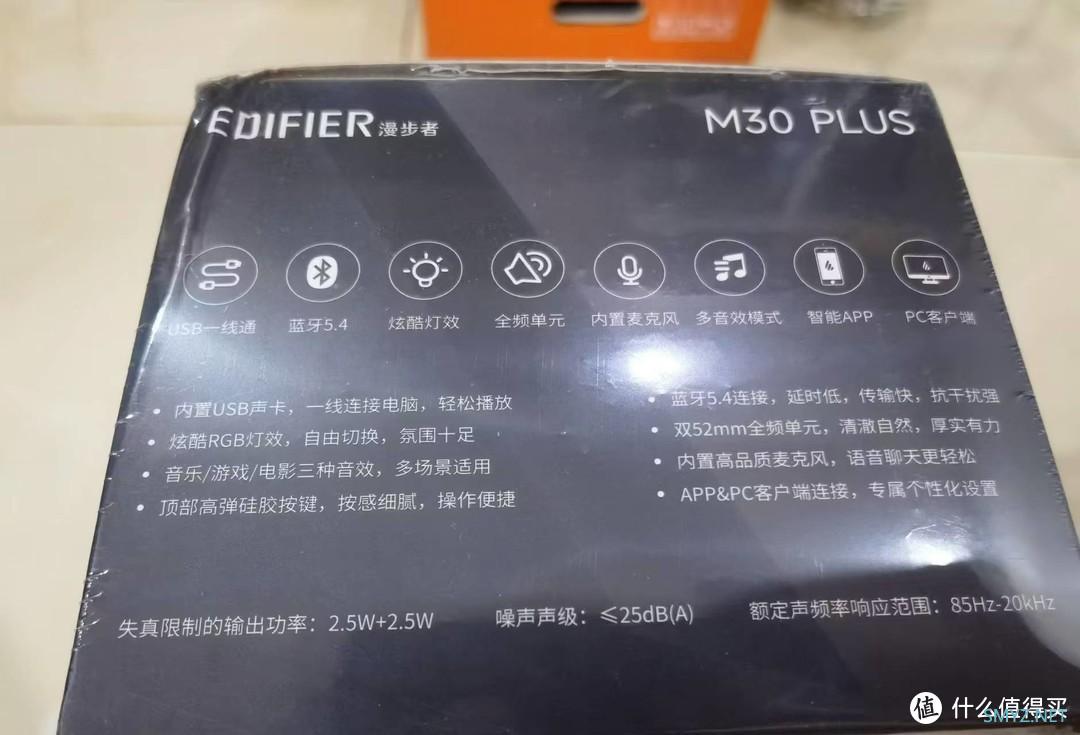 EDIFIER 漫步者
M30 PLUS
USB一线通 蓝牙5.4 炫酷灯效 全频单元 内置麦克风 多音效模式 智能APP PC客户端
• 内置USB声卡，一线连接电脑，轻松播放
• 炫酷RGB灯效，自由切换，氛围十足
• 音乐/游戏/电影三种音效，多场景适用
• 顶部高弹硅胶按键，按感细腻，操作便捷
• 蓝牙5.4连接，延时低，传输快，抗干扰强
• 双52mm全频单元，清澈自然，厚实有力
• 内置高品质麦克风，语音聊天更轻松
• APP&PC客户端连接，专属个性化设置
失真限制的输出功率：2.5W+2.5W
噪声声级：≤25dB(A)
额定声频率响应范围：85Hz-20kHz
值 什么值得买
SMYZ.NET